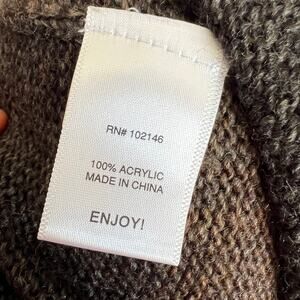 RN# 102146
100% ACRYLIC
MADE IN CHINA
ENJOY!